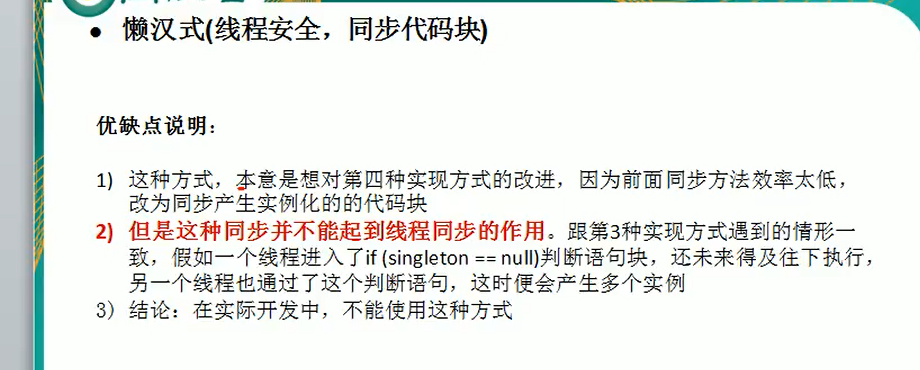 ● 懒汉式(线程安全，同步代码块)
优缺点说明：
1) 这种方式，本意是想对第四种实现方式的改进，因为前面同步方法效率太低，
改为同步产生实例化的的代码块
2) 但是这种同步并不能起到线程同步的作用。跟第3种实现方式遇到的情形一
致，假如一个线程进入了if (singleton == null)判断语句块，还未来得及往下执行，
另一个线程也通过了这个判断语句，这时便会产生多个实例
3) 结论：在实际开发中，不能使用这种方式